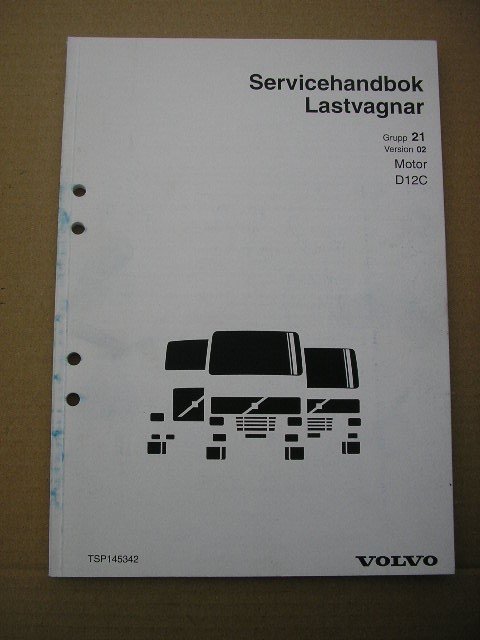 Servicehandbok
Lastvagnar
Grupp 21
Version 02
Motor
D12C
TSP145342
VOLVO